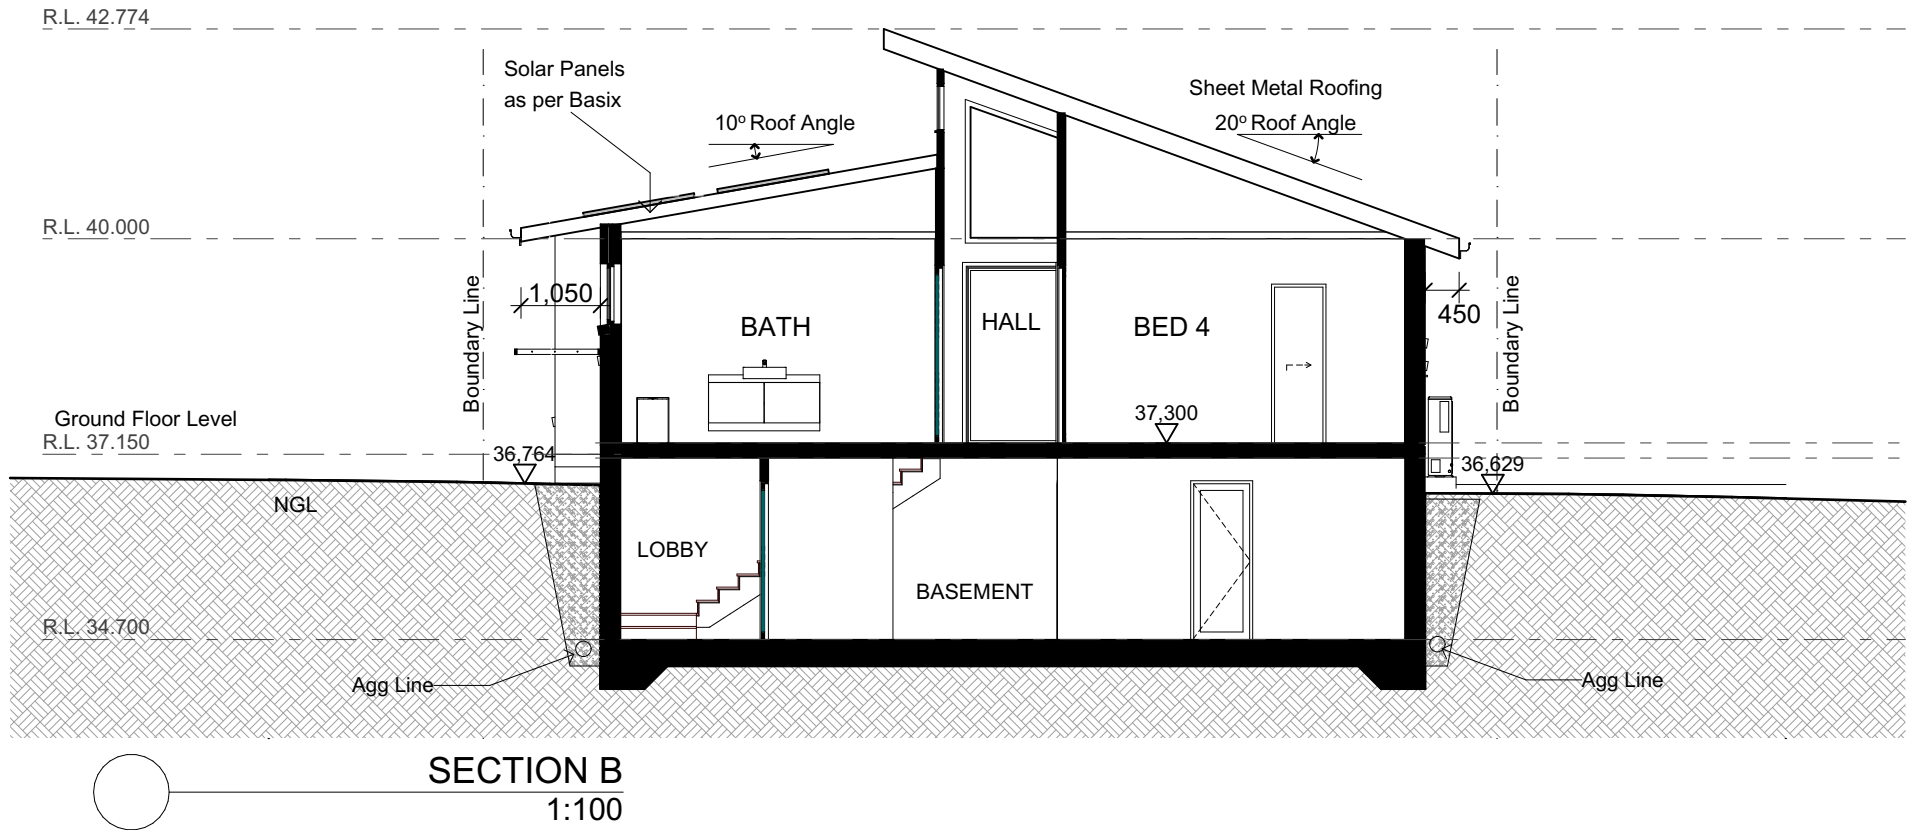 R.L. 42.774
Solar Panels
as per Basix
10º Roof Angle
Sheet Metal Roofing
20º Roof Angle
R.L. 40.000
Boundary Line
1,050
BATH
HALL
BED 4
450
Boundary Line
Ground Floor Level
R.L. 37.150
36,764
37,300
36,629
NGL
LOBBY
BASEMENT
R.L. 34.700
Agg Line
Agg Line
SECTION B
1:100